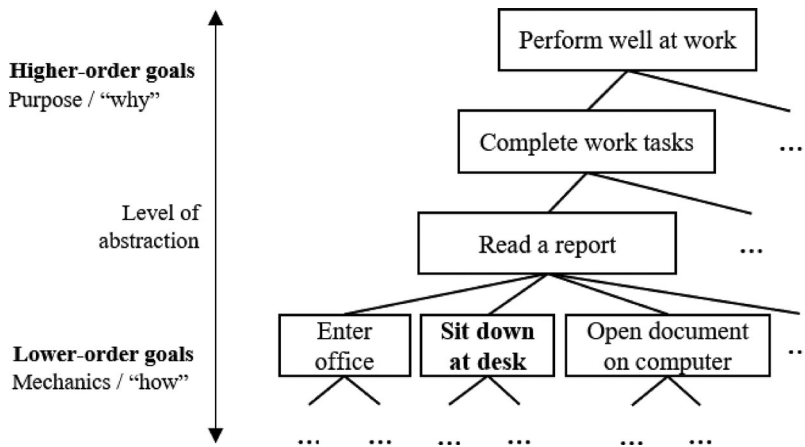 Perform well at work
Higher-order goals
Purpose / “why”
Complete work tasks
...
Level of
abstraction
Read a report
...
Enter
office
Sit down
at desk
Open document
on computer
..
Lower-order goals
Mechanics / “how”
... ... ... ... ... ...